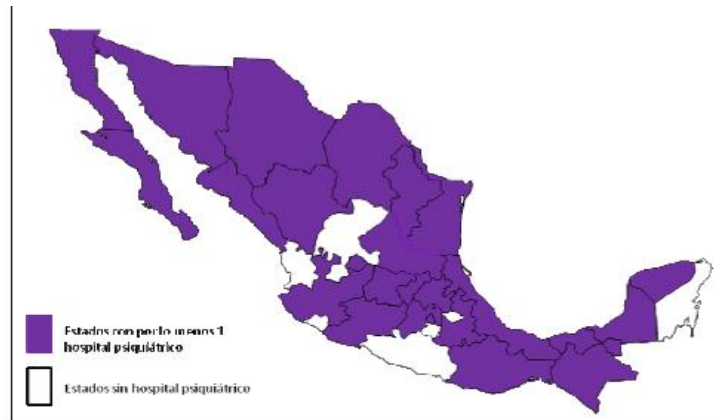 Estados con por lo menos 1
hospital psiquiátrico
Estados sin hospital psiquiátrico